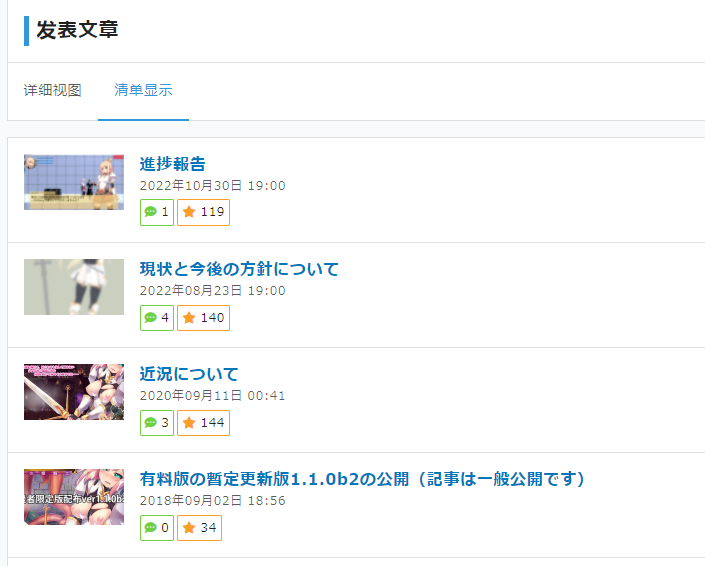 发表文章
详细视图
清单显示
進捗報告
2022年10月30日 19:00
1
119
現状と今後の方針について
2022年08月23日 19:00
4
140
近況について
2020年09月11日 00:41
3
144
有料版の暫定更新版1.1.0b2の公開（記事は一般公開です）
者限定版配布ver1.1.0b2
2018年09月02日 18:56
0
34